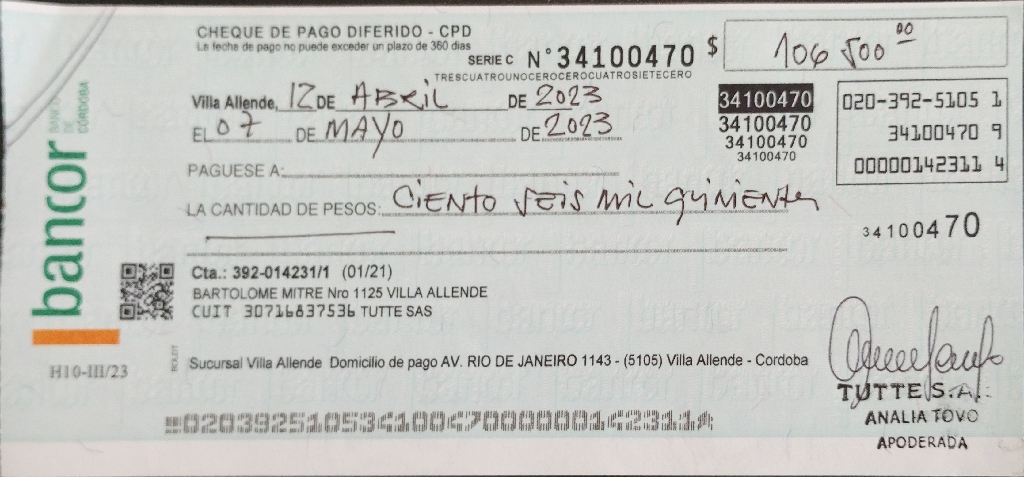 CHEQUE DE PAGO DIFERIDO - CPD
La fecha de pago no puede exceder un plazo de 360 días
SERIE C N° 34100470 $ 106 500 00
TRESCUATROUNOCEROCEROCUATROSIETECERO
Villa Allende, 12 DE ABRIL DE 2023
EL 07 DE MAYO DE 2023
34100470
34100470
34100470
34100470
020-392-5105 1
34100470 9
00000142311 4
PAGUESE A:
LA CANTIDAD DE PESOS: CIENTO SEIS MIL QUINIENTOS
34100470
bancor
BANCO DE CÓRDOBA
Cta.: 392-014231/1 (01/21)
BARTOLOME MITRE Nro 1125 VILLA ALLENDE
CUIT 30716837536 TUTTE SAS
H10-III/23
BOLDT
Sucursal Villa Allende Domicilio de pago AV. RIO DE JANEIRO 1143 - (5105) Villa Allende - Cordoba
TUTTE S.A.
ANALIA TOVO
APODERADA
02039251053410047000000142311